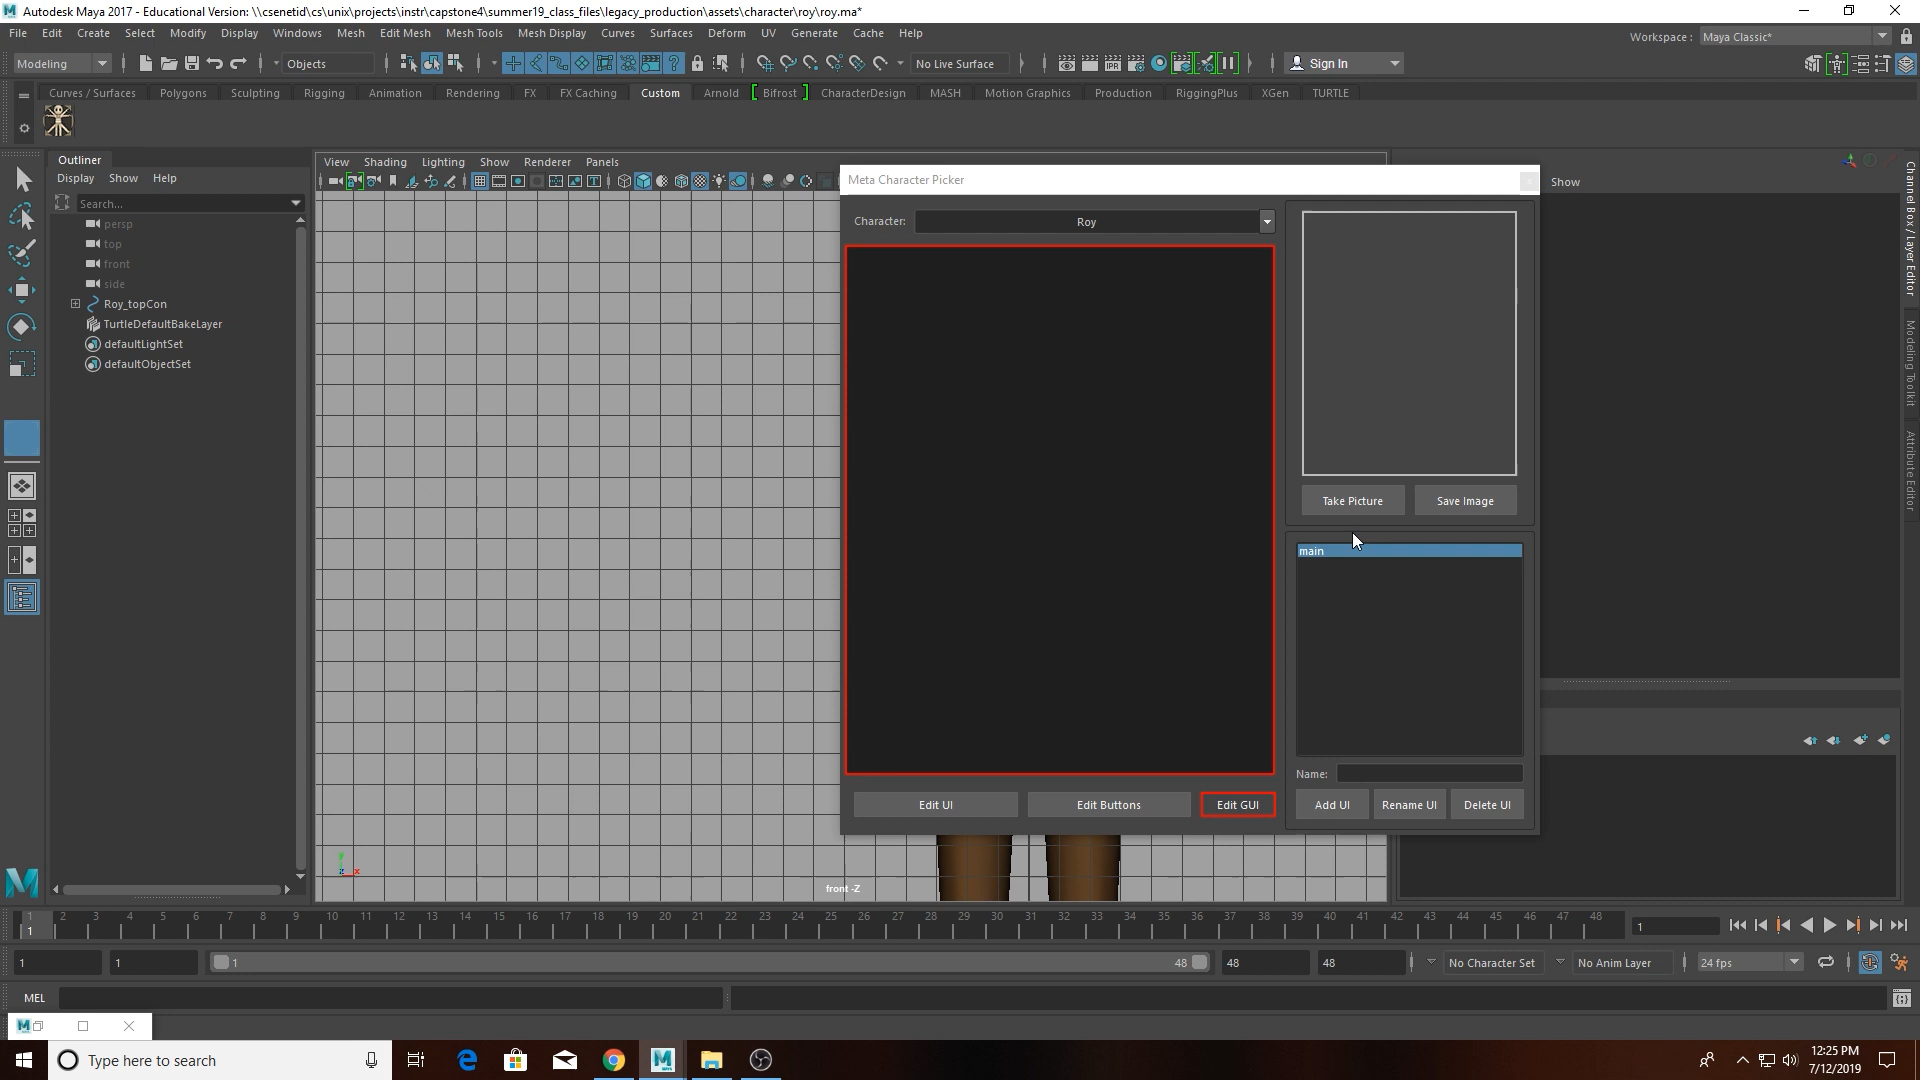 Autodesk Maya 2017 - Educational Version: \\csenetid\cs\unix\projects\instr\capstone4\summer19_class_files\legacy_production\assets\character\roy\roy.ma*
File Edit Create Select Modify Display Windows Mesh Edit Mesh Mesh Tools Mesh Display Curves Surfaces Deform UV Generate Cache Help
Workspace : Maya Classic*
Modeling
Objects
No Live Surface
Sign In
Curves / Surfaces Polygons Sculpting Rigging Animation Rendering FX FX Caching Custom Arnold Bifrost CharacterDesign MASH Motion Graphics Production RiggingPlus XGen TURTLE
Outliner
Display Show Help
Search...
persp
top
front
side
Roy_topCon
TurtleDefaultBakeLayer
defaultLightSet
defaultObjectSet
View Shading Lighting Show Renderer Panels
Meta Character Picker
Character: Roy
Take Picture Save Image
main
Name:
Edit UI Edit Buttons Edit GUI
Add UI Rename UI Delete UI
front -Z
y
z x
Show
Channel Box / Layer Editor
Modeling Toolkit
Attribute Editor
1 2 3 4 5 6 7 8 9 10 11 12 13 14 15 16 17 18 19 20 21 22 23 24 25 26 27 28 29 30 31 32 33 34 35 36 37 38 39 40 41 42 43 44 45 46 47 48
1
1
1 1 1 48 48 48
No Character Set
No Anim Layer
24 fps
MEL
Type here to search
12:25 PM
7/12/2019